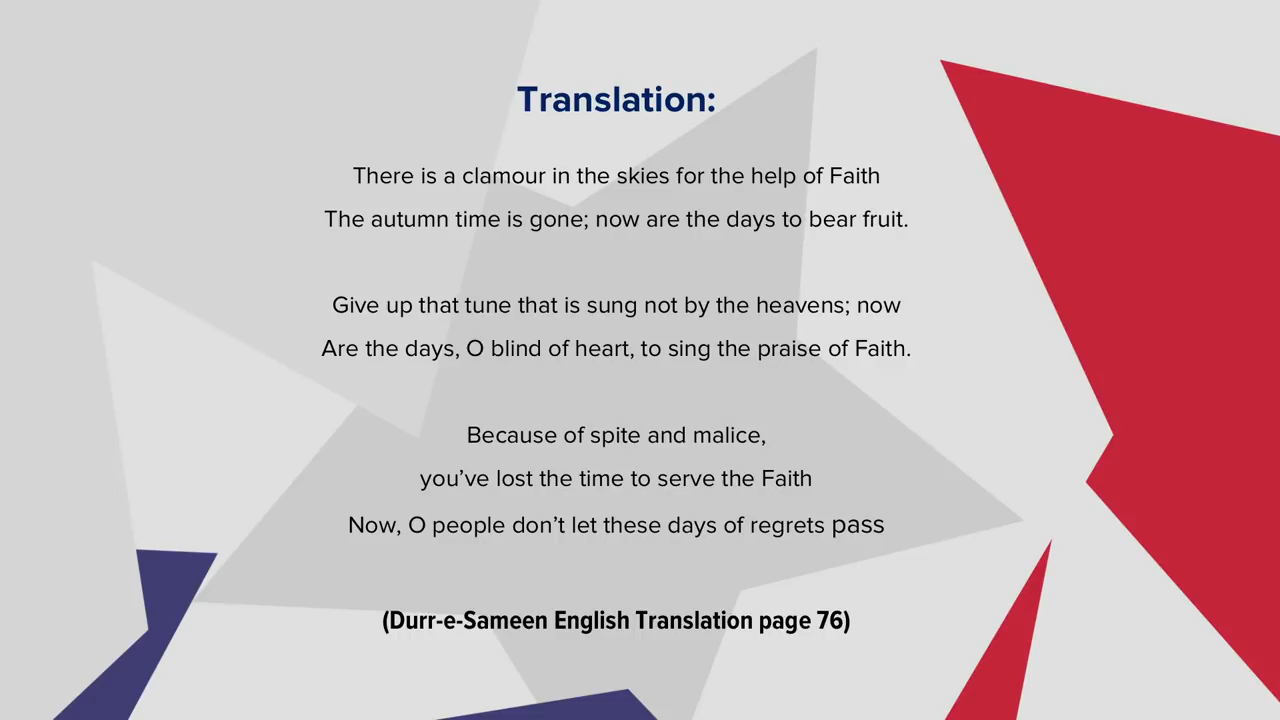 Translation:
There is a clamour in the skies for the help of Faith
The autumn time is gone; now are the days to bear fruit.
Give up that tune that is sung not by the heavens; now
Are the days, O blind of heart, to sing the praise of Faith.
Because of spite and malice,
you’ve lost the time to serve the Faith
Now, O people don’t let these days of regrets pass
(Durr-e-Sameen English Translation page 76)